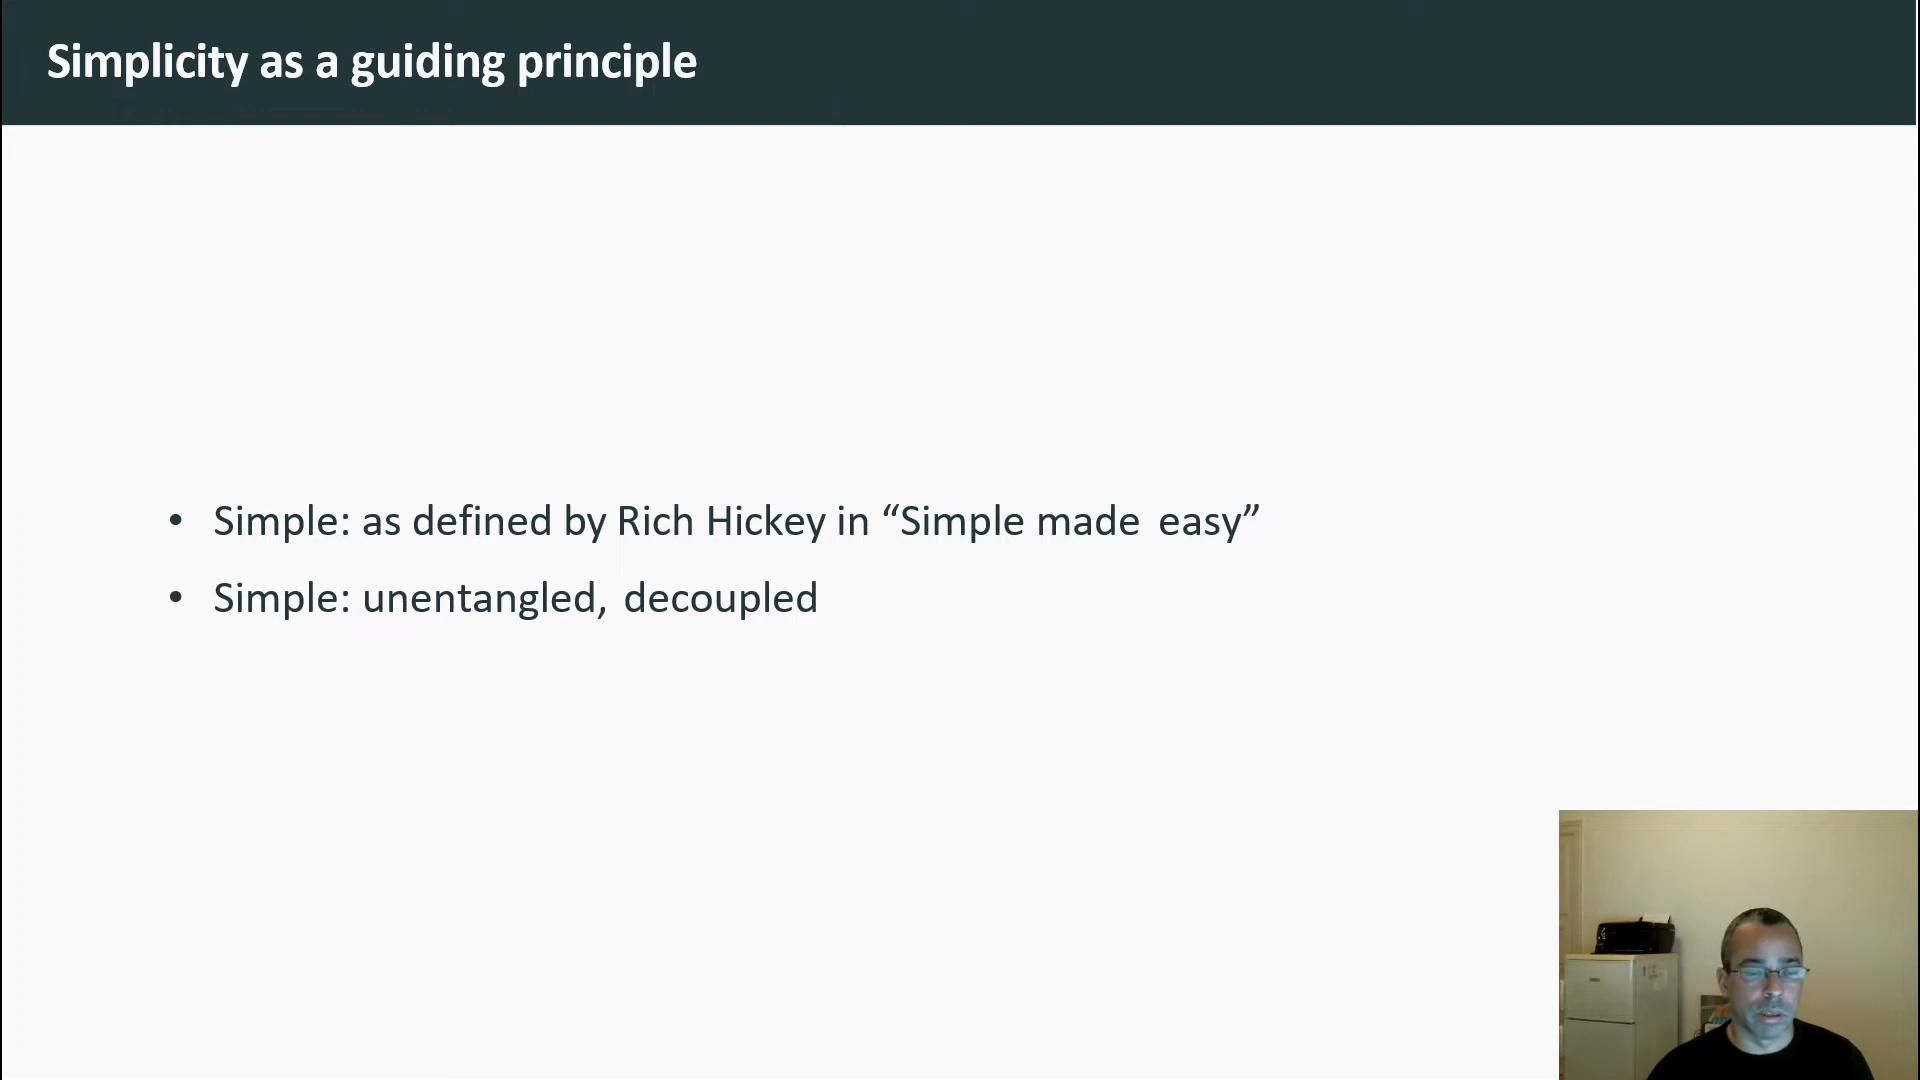 Simplicity as a guiding principle
• Simple: as defined by Rich Hickey in “Simple made easy”
• Simple: unentangled, decoupled